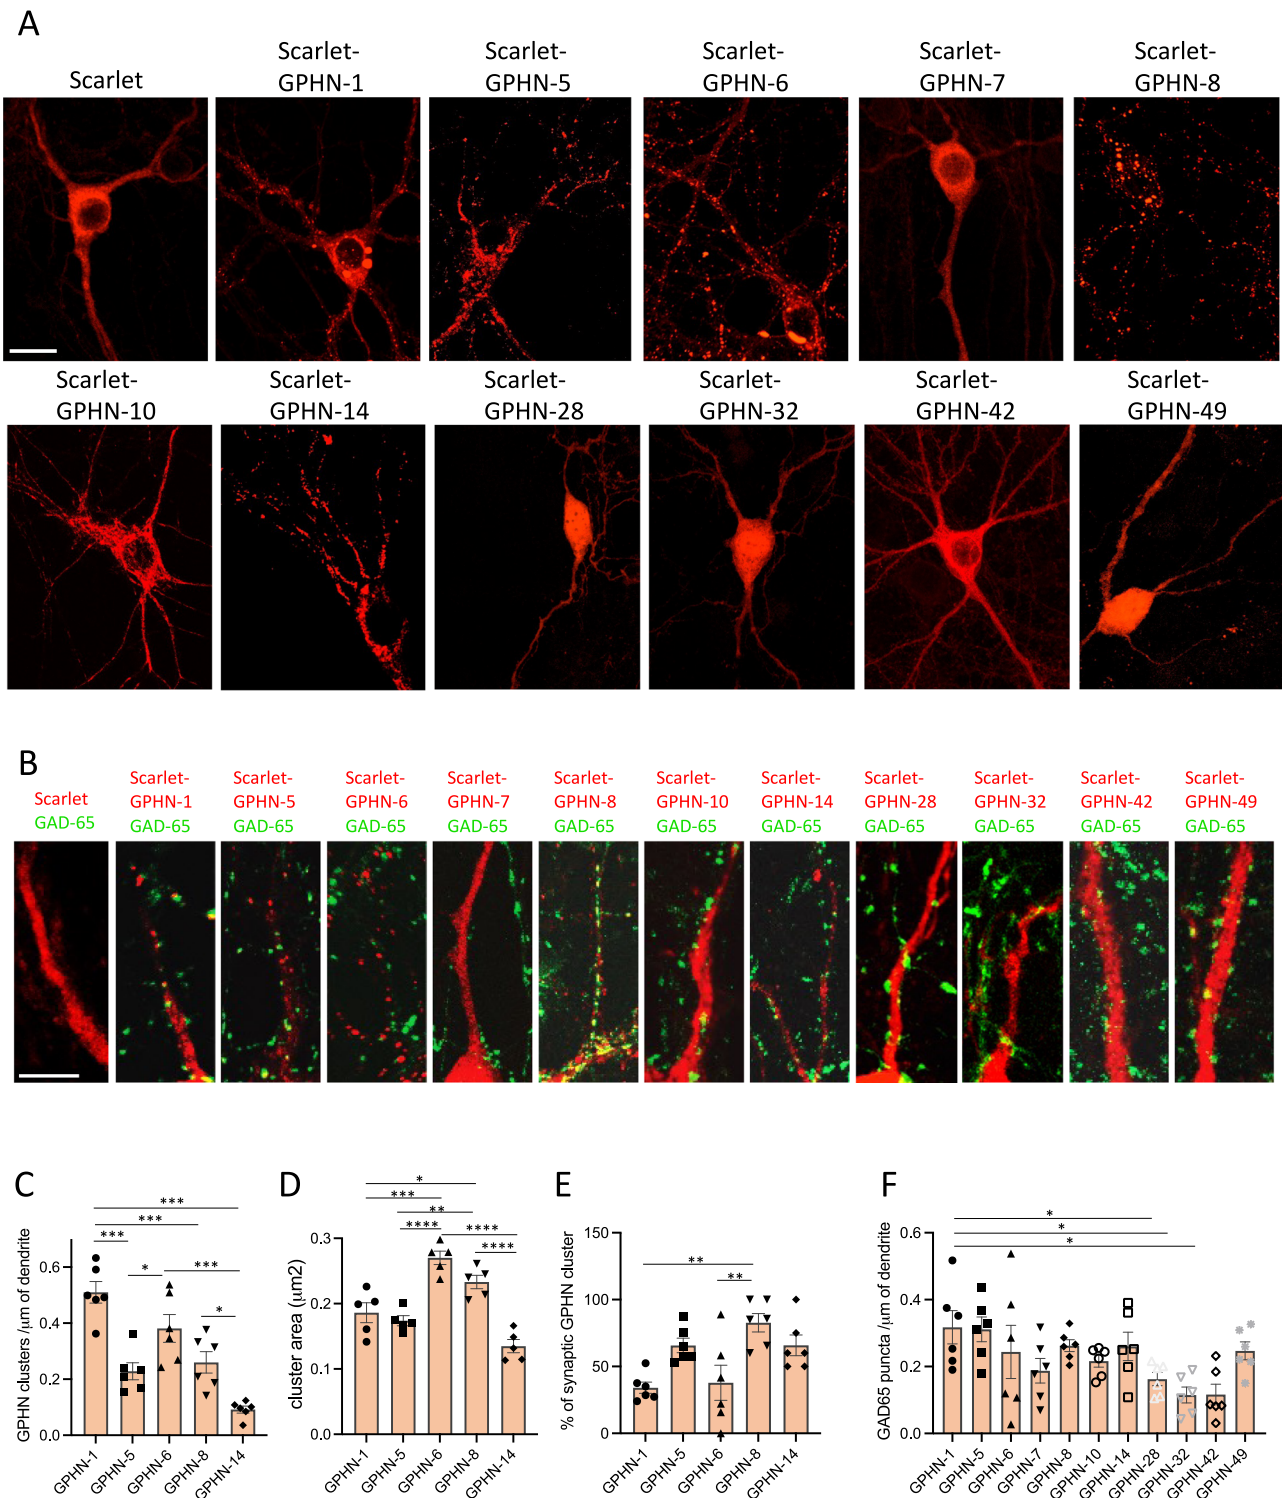 A
Scarlet
Scarlet-
GPHN-1
Scarlet-
GPHN-5
Scarlet-
GPHN-6
Scarlet-
GPHN-7
Scarlet-
GPHN-8
Scarlet-
GPHN-10
Scarlet-
GPHN-14
Scarlet-
GPHN-28
Scarlet-
GPHN-32
Scarlet-
GPHN-42
Scarlet-
GPHN-49
B
Scarlet
GAD-65
Scarlet-
GPHN-1
GAD-65
Scarlet-
GPHN-5
GAD-65
Scarlet-
GPHN-6
GAD-65
Scarlet-
GPHN-7
GAD-65
Scarlet-
GPHN-8
GAD-65
Scarlet-
GPHN-10
GAD-65
Scarlet-
GPHN-14
GAD-65
Scarlet-
GPHN-28
GAD-65
Scarlet-
GPHN-32
GAD-65
Scarlet-
GPHN-42
GAD-65
Scarlet-
GPHN-49
GAD-65
C
GPHN clusters /µm of dendrite
0.6
0.4
0.2
0.0
***
***
***
*
***
*
GPHN-1
GPHN-5
GPHN-6
GPHN-8
GPHN-14
D
cluster area (µm2)
0.3
0.2
0.1
0.0
*
***
**
****
****
****
GPHN-1
GPHN-5
GPHN-6
GPHN-8
GPHN-14
E
% of synaptic GPHN cluster
150
100
50
0
**
**
GPHN-1
GPHN-5
GPHN-6
GPHN-8
GPHN-14
F
GAD65 puncta /µm of dendrite
0.6
0.4
0.2
0.0
*
*
*
GPHN-1
GPHN-5
GPHN-6
GPHN-7
GPHN-8
GPHN-10
GPHN-14
GPHN-28
GPHN-32
GPHN-42
GPHN-49